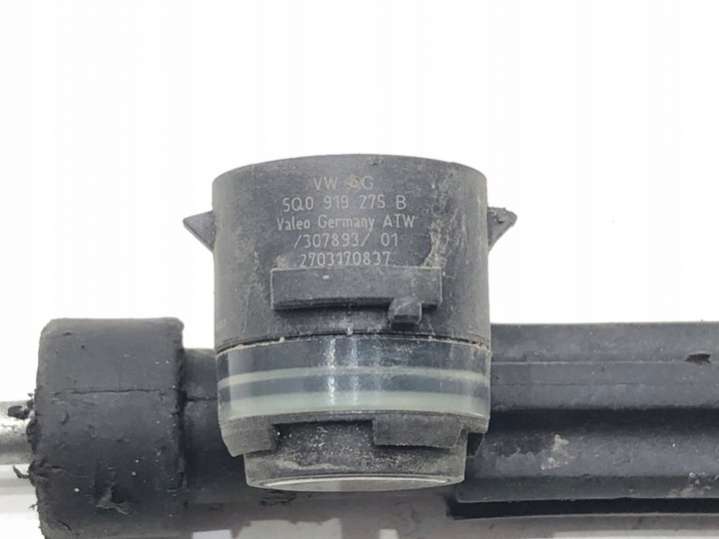 VW AG
5Q0 919 275 B
Valeo Germany ATW
/307893/ 01
2703170837